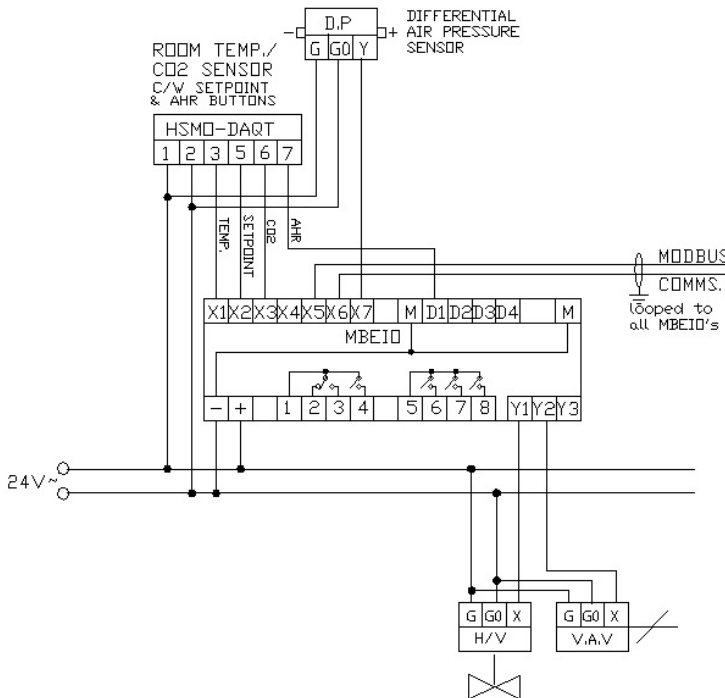 D.P
G G0 Y
- +
DIFFERENTIAL
AIR PRESSURE
SENSOR
ROOM TEMP./
CO2 SENSOR
C/W SETPOINT
& AHR BUTTONS
HSMO-DAQT
1 2 3 5 6 7
TEMP.
SETPOINT
CO2
AHR
MODBUS
COMMS.
looped to
all MBEIO's
X1 X2 X3 X4 X5 X6 X7 M D1 D2 D3 D4 M
MBEIO
- + 1 2 3 4 5 6 7 8 Y1 Y2 Y3
24V~
G G0 X
H/V
G G0 X
V.A.V